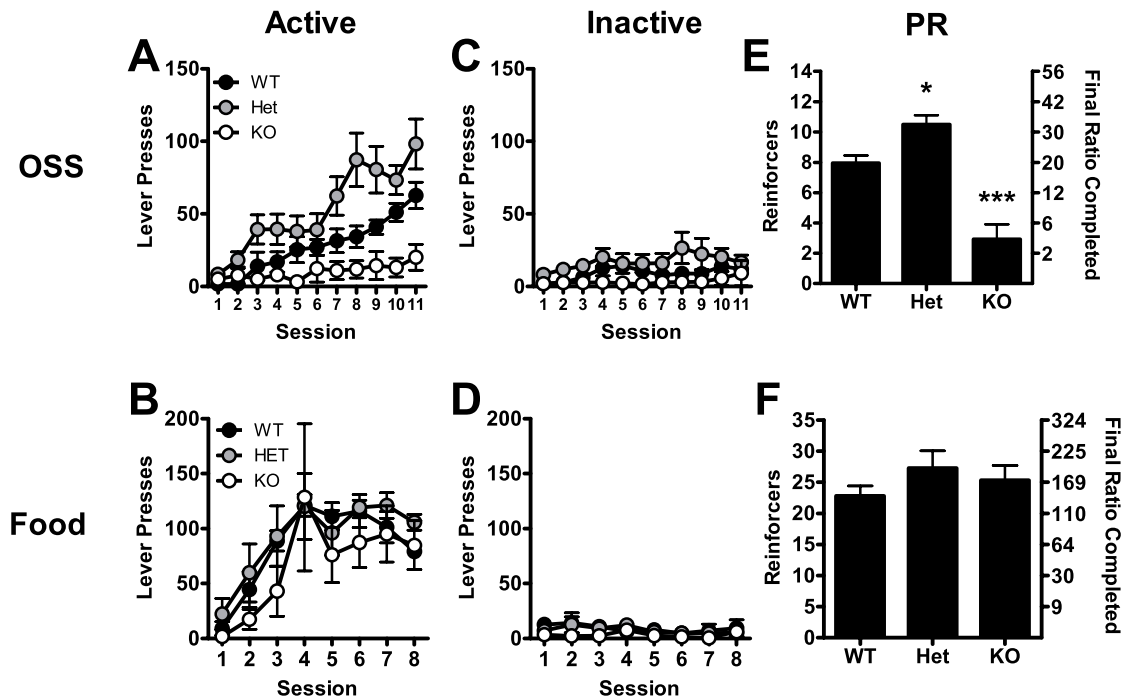 Active
Inactive
PR
OSS
Food
A
150
100
50
0
Lever Presses
WT
Het
KO
1 2 3 4 5 6 7 8 9 10 11
Session
C
150
100
50
0
Lever Presses
1 2 3 4 5 6 7 8 9 10 11
Session
E
14
12
10
8
6
4
2
0
Reinforcers
*
***
56
42
30
20
12
6
2
Final Ratio Completed
WT Het KO
B
200
150
100
50
0
Lever Presses
WT
HET
KO
1 2 3 4 5 6 7 8
Session
D
200
150
100
50
0
Lever Presses
1 2 3 4 5 6 7 8
Session
F
35
30
25
20
15
10
5
0
Reinforcers
324
225
169
110
64
30
9
Final Ratio Completed
WT Het KO